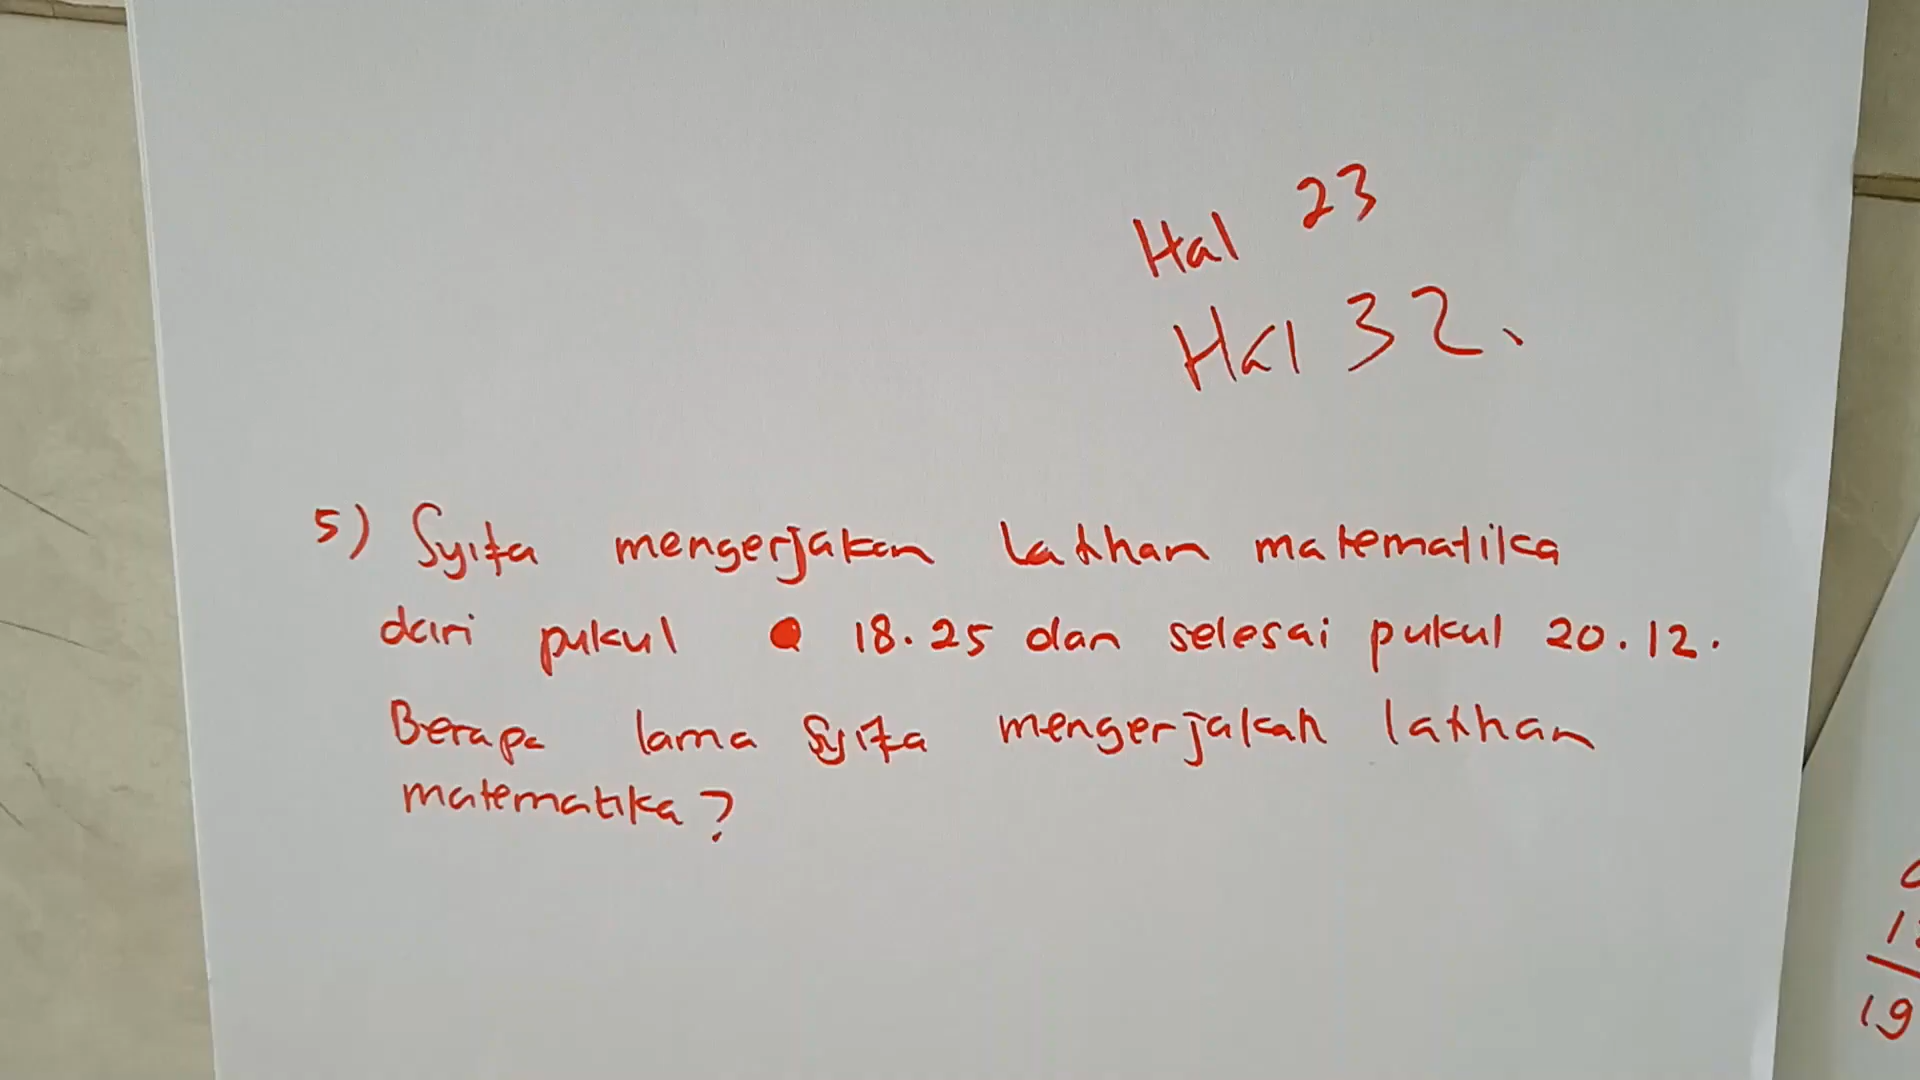 Hal 23
Hal 32.
5) Syifa mengerjakan latihan matematika
dari pukul 18.25 dan selesai pukul 20.12.
Berapa lama Syifa mengerjakan latihan
matematika?
19